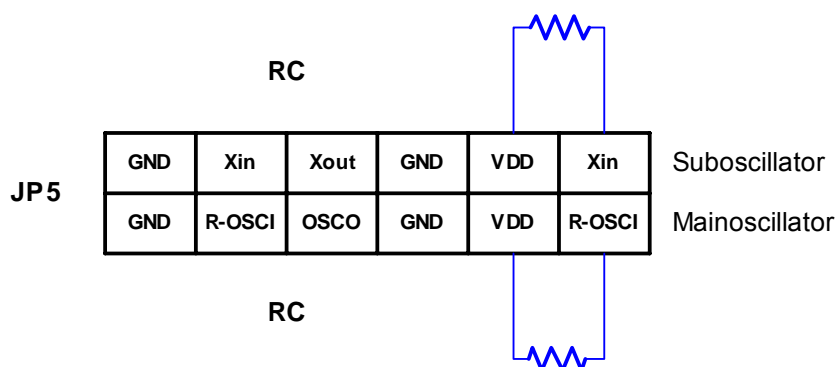 RC
GND Xin Xout GND VDD Xin Suboscillator
JP5
GND R-OSCI OSCO GND VDD R-OSCI Mainoscillator
RC